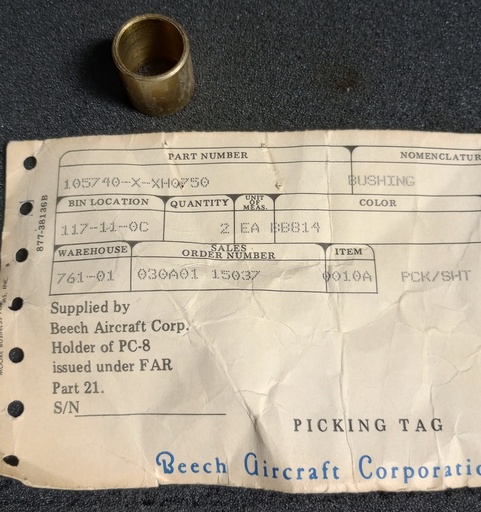 PART NUMBER NOMENCLATUR
105740-X-XH0750 BUSHING
BIN LOCATION QUANTITY UNIT OF MEAS. COLOR
117-11-0C 2 EA BB814
WAREHOUSE SALES ORDER NUMBER ITEM
761-01 030A01 15037 0010A PCK/SHT
Supplied by
Beech Aircraft Corp.
Holder of PC-8
issued under FAR
Part 21.
S/N
PICKING TAG
Beech Aircraft Corporatio
877-38136B